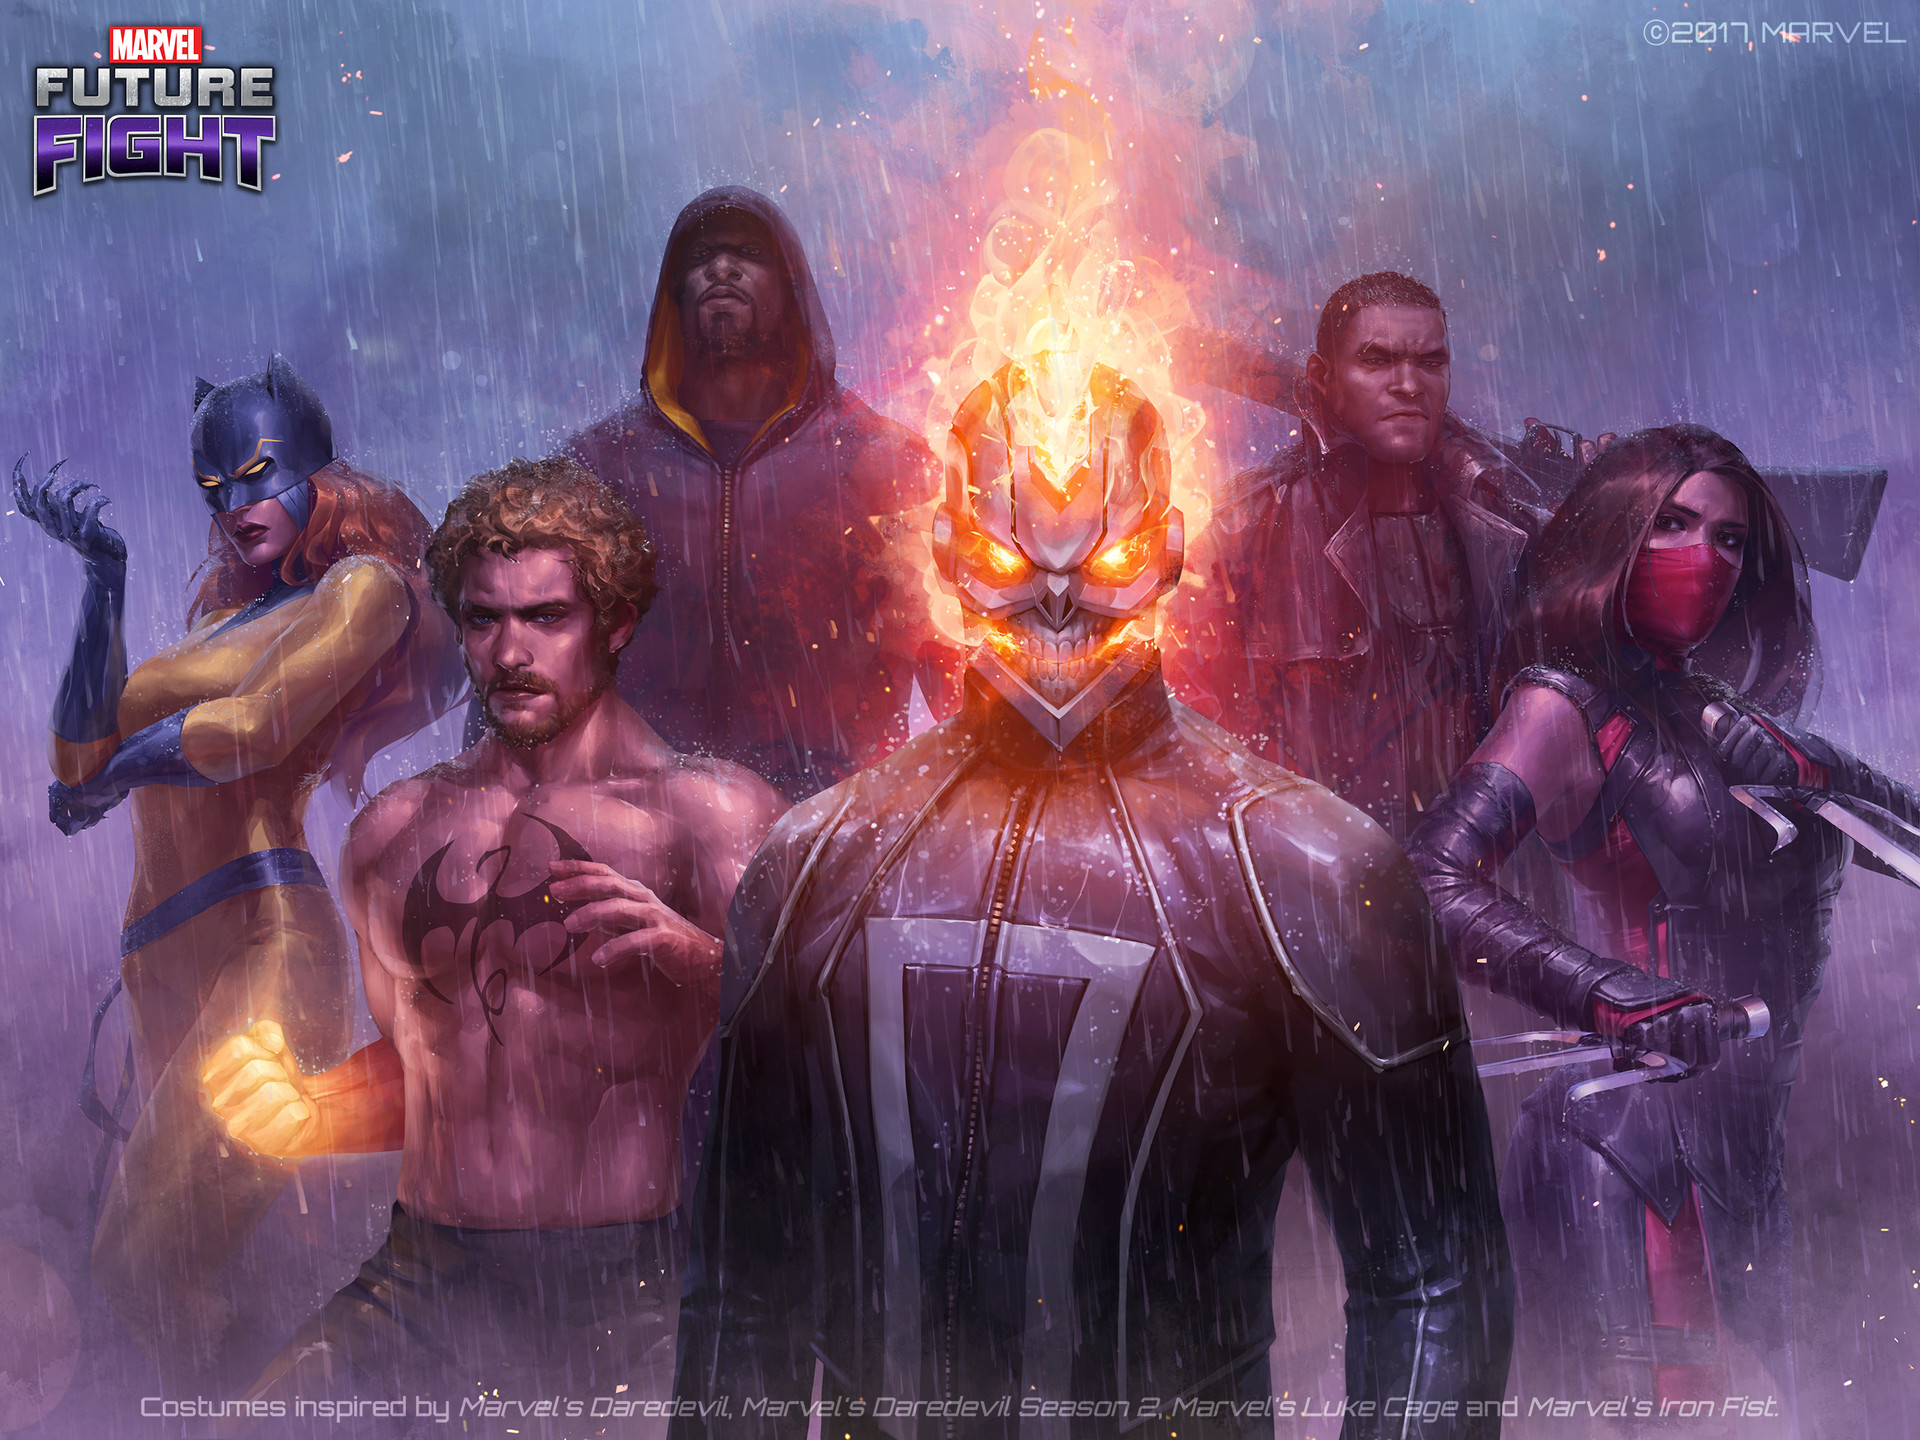 MARVEL
FUTURE
FIGHT
©2017 MARVEL
Costumes inspired by Marvel's Daredevil, Marvel's Daredevil Season 2, Marvel's Luke Cage and Marvel's Iron Fist.